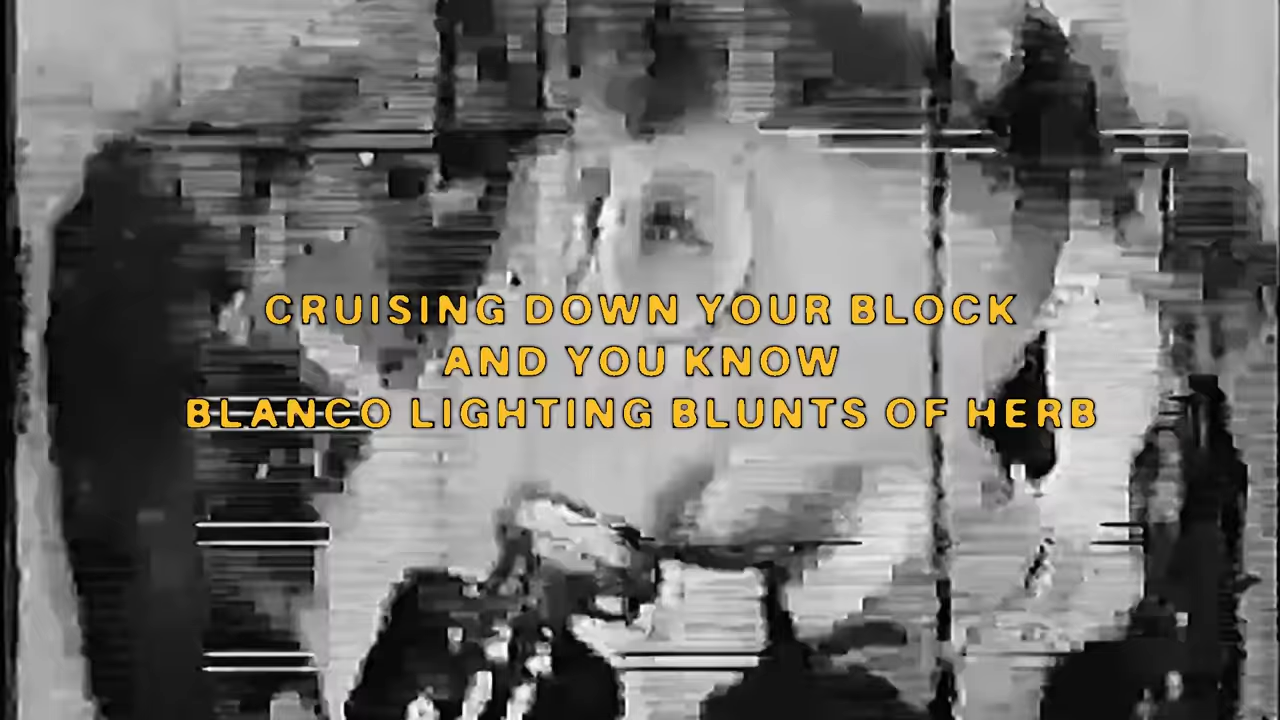 CRUISING DOWN YOUR BLOCK
AND YOU KNOW
BLANCO LIGHTING BLUNTS OF HERB